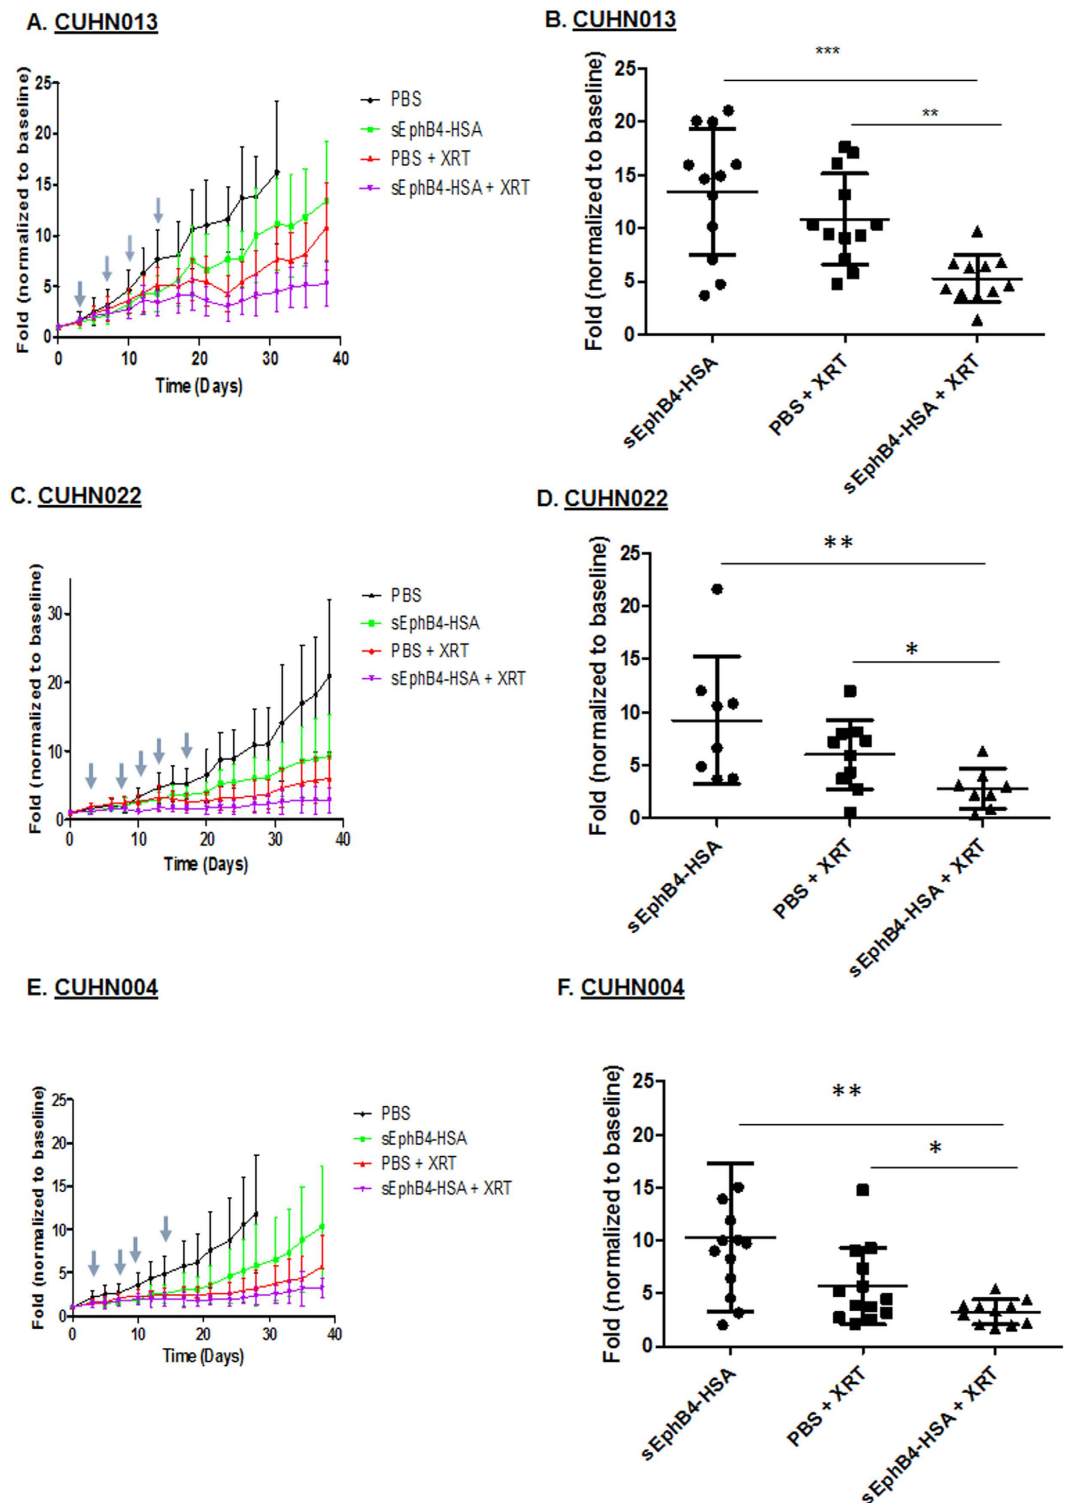 A. CUHN013
Fold (normalized to baseline)
25
20
15
10
5
0
0 10 20 30 40
Time (Days)
PBS
sEphB4-HSA
PBS + XRT
sEphB4-HSA + XRT
B. CUHN013
Fold (normalized to baseline)
***
**
25
20
15
10
5
0
sEphB4-HSA
PBS + XRT
sEphB4-HSA + XRT
C. CUHN022
Fold (normalized to baseline)
30
20
10
0
0 10 20 30 40
Time (Days)
PBS
sEphB4-HSA
PBS + XRT
sEphB4-HSA + XRT
D. CUHN022
Fold (normalized to baseline)
**
*
25
20
15
10
5
0
sEphB4-HSA
PBS + XRT
sEphB4-HSA + XRT
E. CUHN004
Fold (normalized to baseline)
25
20
15
10
5
0
0 10 20 30 40
Time (Days)
PBS
sEphB4-HSA
PBS + XRT
sEphB4-HSA + XRT
F. CUHN004
Fold (normalized to baseline)
**
*
25
20
15
10
5
0
sEphB4-HSA
PBS + XRT
sEphB4-HSA + XRT